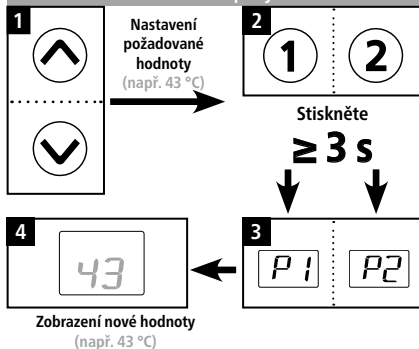 1
Nastavení
požadované
hodnoty
(např. 43 °C)
2
1 2
Stiskněte
≥ 3 s
3
P1 P2
4
43
Zobrazení nové hodnoty
(např. 43 °C)